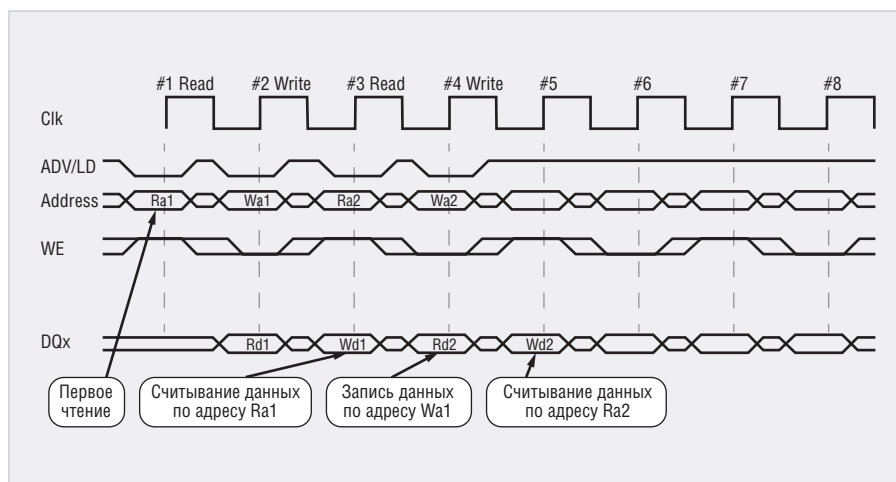 #1 Read #2 Write #3 Read #4 Write #5 #6 #7 #8
Clk
ADV/LD
Address Ra1 Wa1 Ra2 Wa2
WE
DQx Rd1 Wd1 Rd2 Wd2
Первое
чтение
Считывание данных
по адресу Ra1
Запись данных
по адресу Wa1
Считывание данных
по адресу Ra2